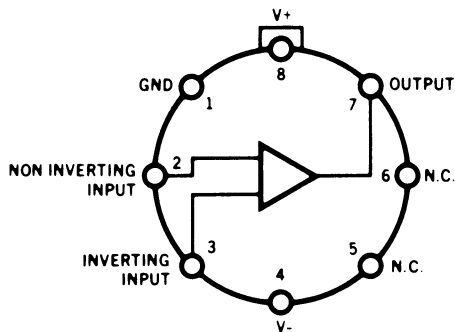 V+
8
GND
1
7
OUTPUT
NON INVERTING
INPUT
2
6
N.C.
INVERTING
INPUT
3
5
N.C.
4
V-